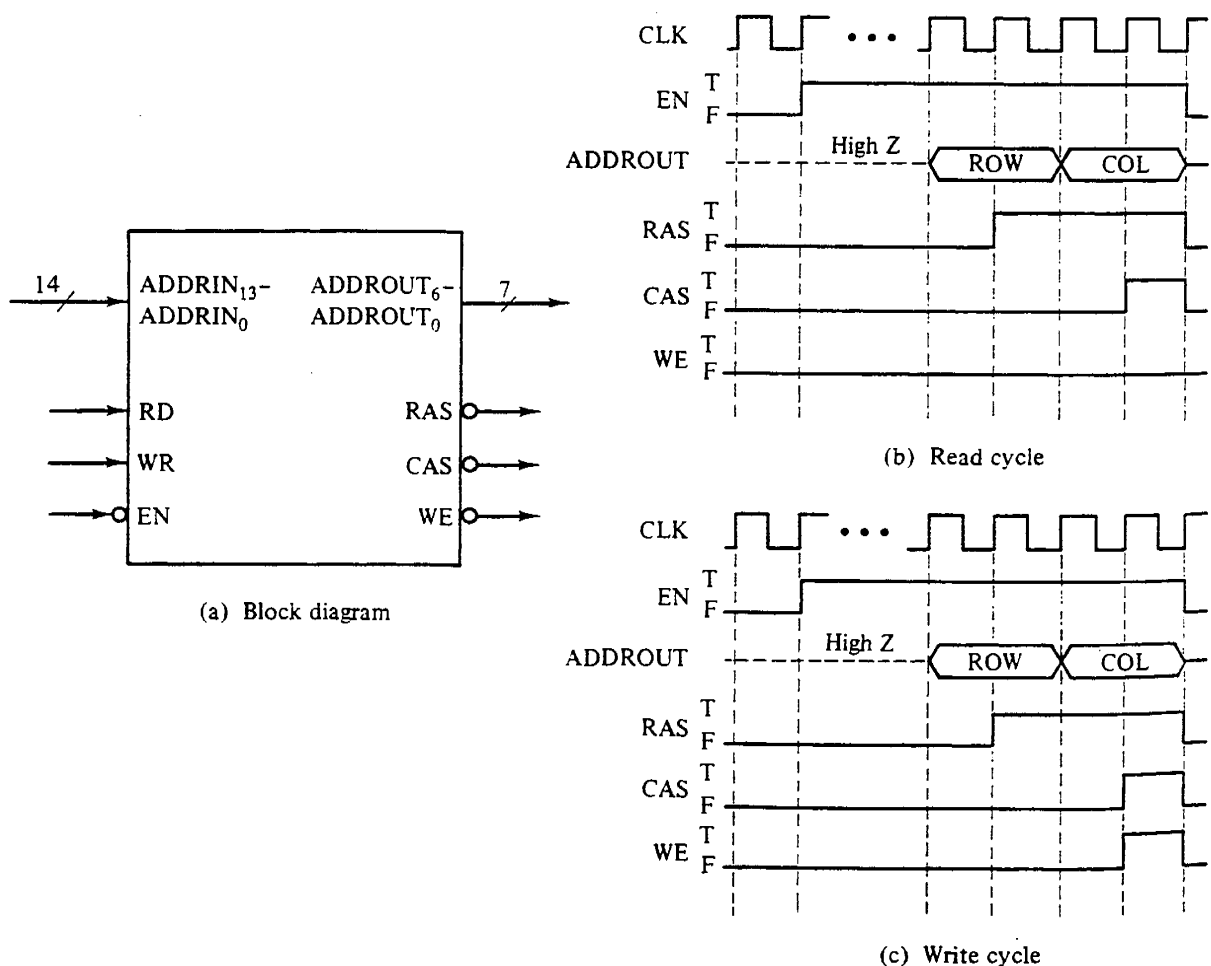 14
ADDRIN₁₃–
ADDRIN₀
ADDROUT₆–
ADDROUT₀
7
RD
WR
EN
RAS
CAS
WE
(a) Block diagram
CLK
• • •
EN T
F
ADDROUT High Z ROW COL
RAS T
F
CAS T
F
WE T
F
(b) Read cycle
CLK
• • •
EN T
F
ADDROUT High Z ROW COL
RAS T
F
CAS T
F
WE T
F
(c) Write cycle